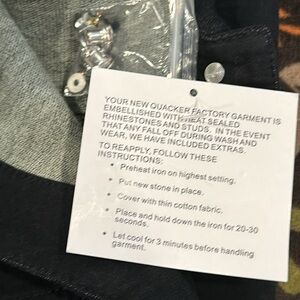 YOUR NEW QUACKER FACTORY GARMENT IS
EMBELLISHED WITH HEAT SEALED
RHINESTONES AND STUDS. IN THE EVENT
THAT ANY FALL OFF DURING WASH AND
WEAR, WE HAVE INCLUDED EXTRAS.
TO REAPPLY, FOLLOW THESE
INSTRUCTIONS:
• Preheat iron on highest setting.
• Put new stone in place.
• Cover with thin cotton fabric.
• Place and hold down the iron for 20-30
seconds.
• Let cool for 3 minutes before handling
garment.